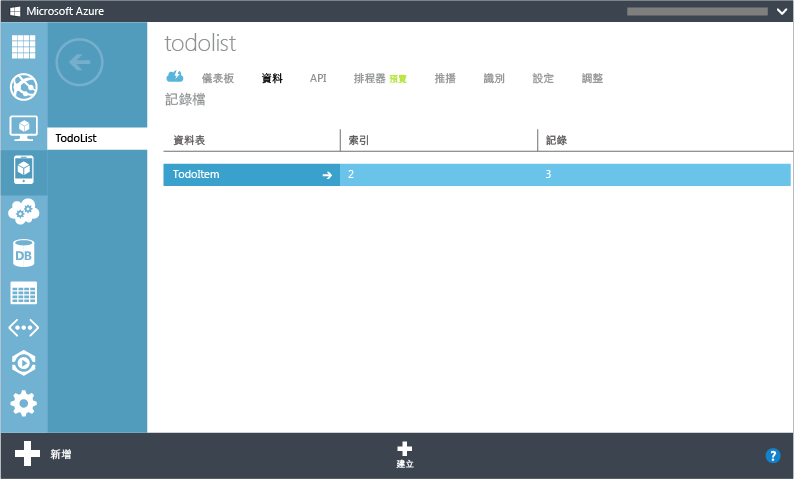 Microsoft Azure
todolist
儀表板 資料 API 排程器 預覽 推播 識別 設定 調整
記錄檔
TodoList
資料表 索引 記錄
TodoItem 2 3
DB
新增
建立
?